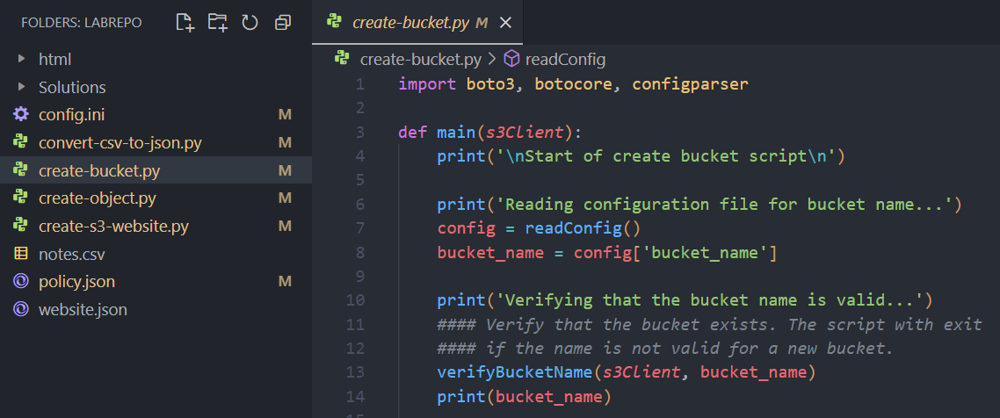 FOLDERS: LABREPO
html
Solutions
config.ini M
convert-csv-to-json.py M
create-bucket.py M
create-object.py M
create-s3-website.py M
notes.csv
policy.json M
website.json
create-bucket.py M
create-bucket.py > readConfig
1 import boto3, botocore, configparser
2
3 def main(s3Client):
4     print('\nStart of create bucket script\n')
5
6     print('Reading configuration file for bucket name...')
7     config = readConfig()
8     bucket_name = config['bucket_name']
9
10     print('Verifying that the bucket name is valid...')
11     #### Verify that the bucket exists. The script with exit
12     #### if the name is not valid for a new bucket.
13     verifyBucketName(s3Client, bucket_name)
14     print(bucket_name)
15